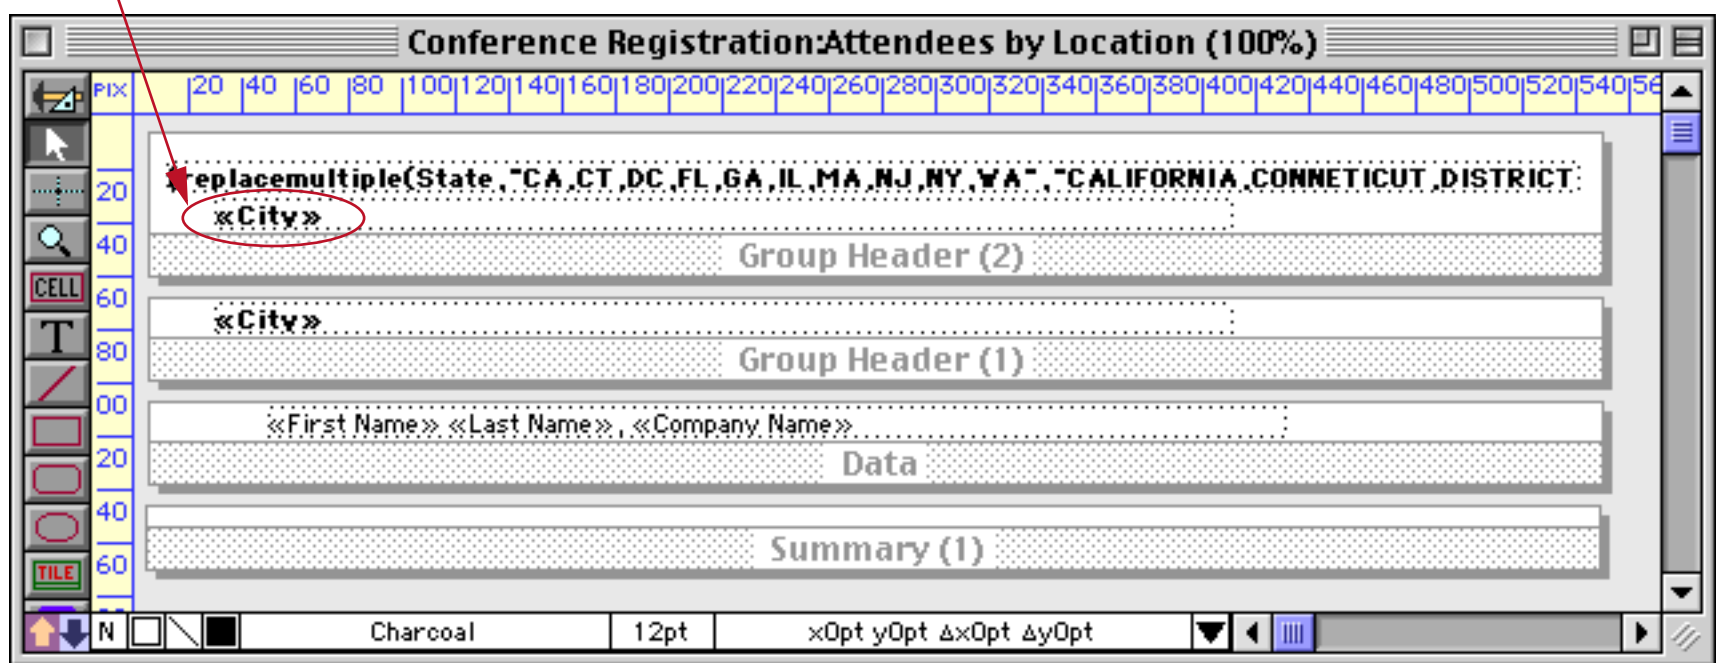 Conference Registration:Attendees by Location (100%)
PIX 20 40 60 80 100 120 140 160 180 200 220 240 260 280 300 320 340 360 380 400 420 440 460 480 500 520 540 56
replacemultiple(State,"CA,CT,DC,FL,GA,IL,MA,NJ,NY,WA","CALIFORNIA,CONNETICUT,DISTRICT
20
«City»
40
Group Header (2)
CELL
60
«City»
T
80
Group Header (1)
00
«First Name» «Last Name», «Company Name»
20
Data
40
Summary (1)
TILE
60
N Charcoal 12pt x0pt y0pt Δx0pt Δy0pt